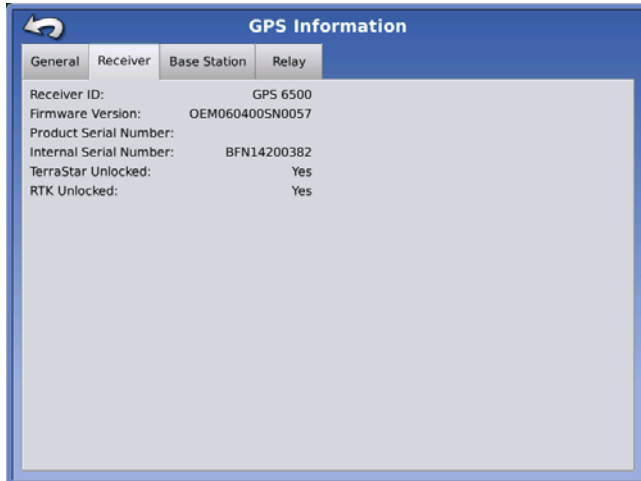 GPS Information
General Receiver Base Station Relay
Receiver ID: GPS 6500
Firmware Version: OEM060400SN0057
Product Serial Number:
Internal Serial Number: BFN14200382
TerraStar Unlocked: Yes
RTK Unlocked: Yes